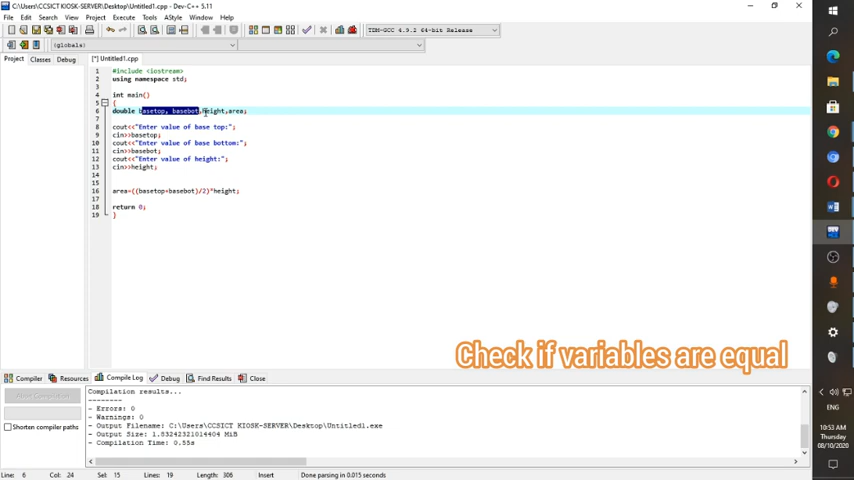 C:\Users\CCSICT KIOSK-SERVER\Desktop\Untitled1.cpp - Dev-C++ 5.11
File Edit Search View Project Execute Tools AStyle Window Help
TDM-GCC 4.9.2 64-bit Release
(globals)
Project Classes Debug
[*] Untitled1.cpp
1 #include <iostream>
2 using namespace std;
3
4 int main()
5 {
6 double basetop, basebot,height,area;
7
8 cout<<"Enter value of base top:";
9 cin>>basetop;
10 cout<<"Enter value of base bottom:";
11 cin>>basebot;
12 cout<<"Enter value of height:";
13 cin>>height;
14
15
16 area=((basetop+basebot)/2)*height;
17
18 return 0;
19 }
Check if variables are equal
Compiler Resources Compile Log Debug Find Results Close
Abort Compilation
Shorten compiler paths
Compilation results...
--------
- Errors: 0
- Warnings: 0
- Output Filename: C:\Users\CCSICT KIOSK-SERVER\Desktop\Untitled1.exe
- Output Size: 1.83242321014404 MiB
- Compilation Time: 0.55s
Line: 6 Col: 24 Sel: 15 Lines: 19 Length: 306 Insert Done parsing in 0.015 seconds
ENG
10:53 AM
Thursday
08/10/2020